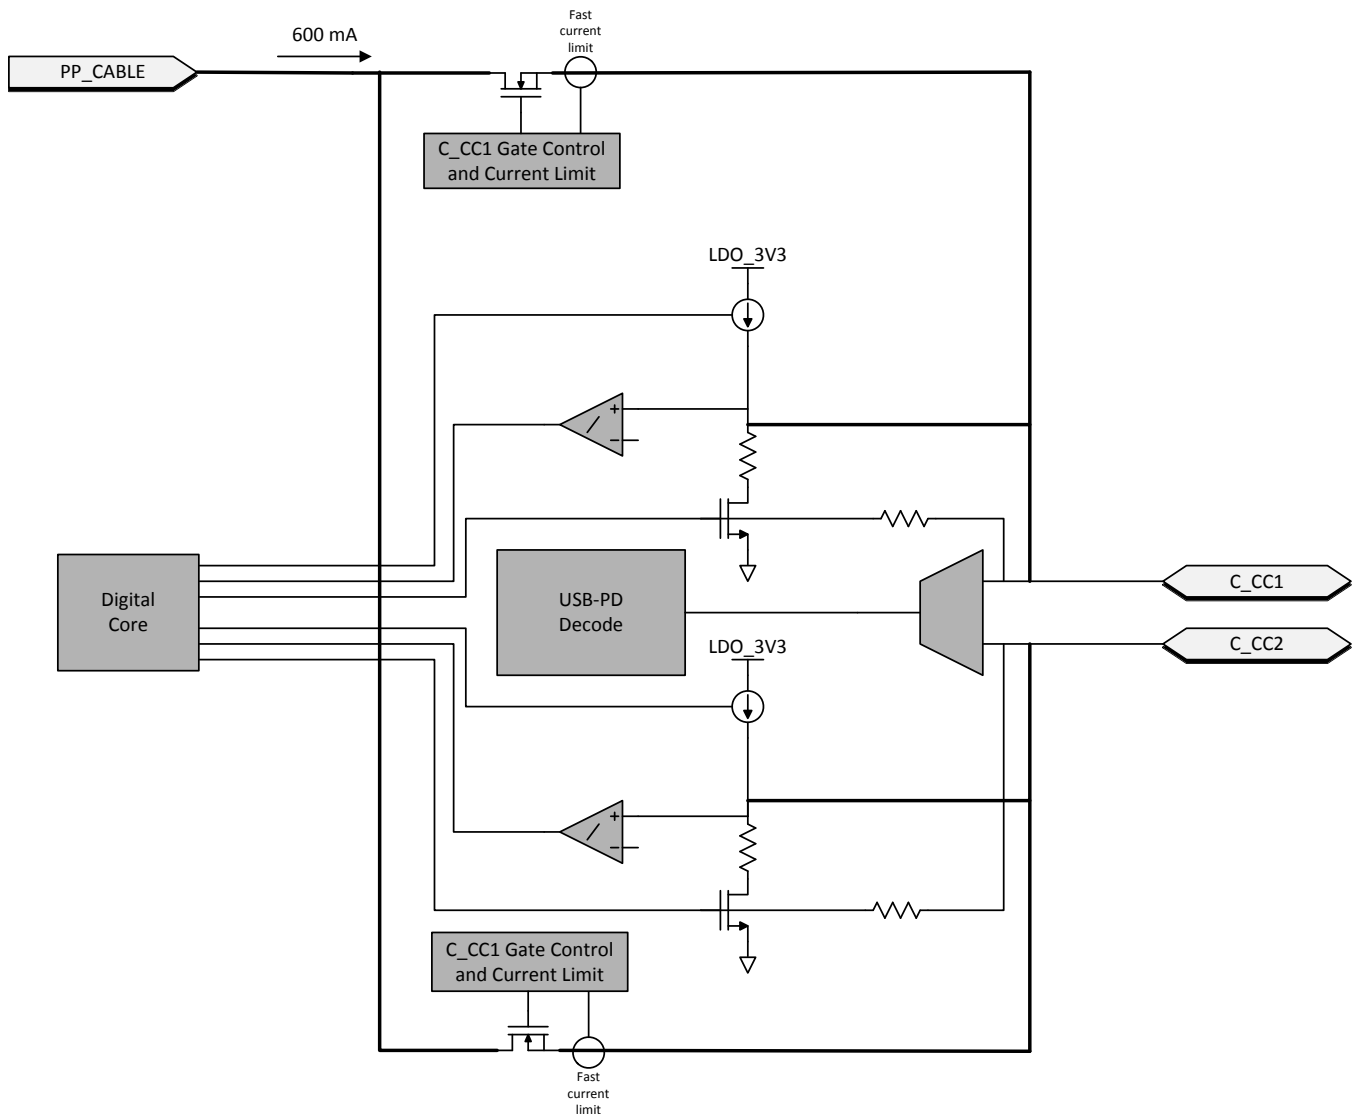 Fast
current
limit
600 mA
PP_CABLE
C_CC1 Gate Control
and Current Limit
LDO_3V3
+
−
Digital
Core
USB-PD
Decode
C_CC1
C_CC2
LDO_3V3
+
−
C_CC1 Gate Control
and Current Limit
Fast
current
limit